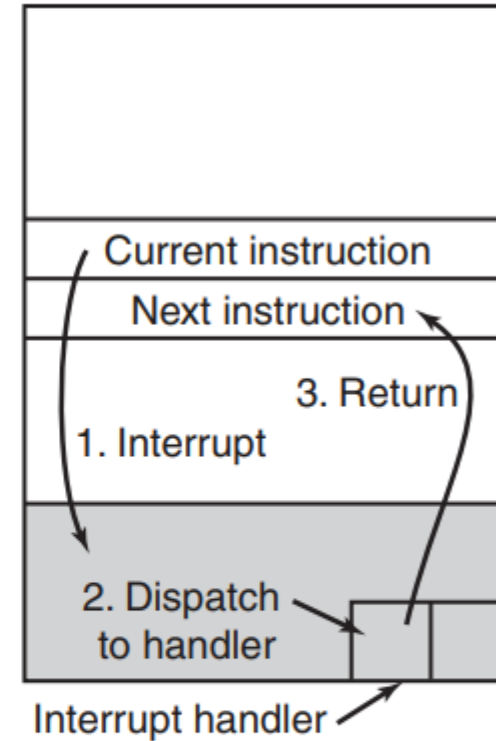 Current instruction
Next instruction
3. Return
1. Interrupt
2. Dispatch
to handler
Interrupt handler